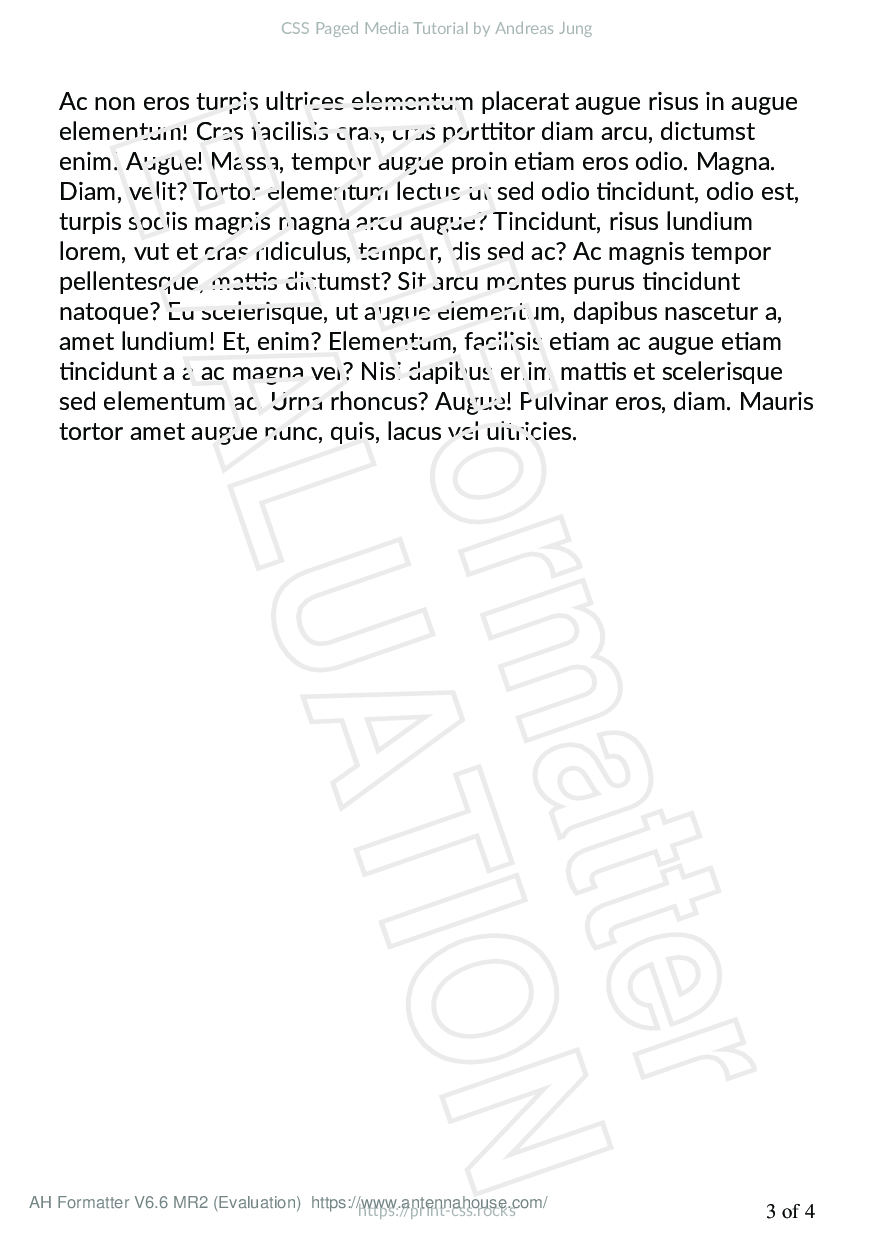 CSS Paged Media Tutorial by Andreas Jung
Ac non eros turpis ultrices elementum placerat augue risus in augue
elementum! Cras facilisis cras, cras porttitor diam arcu, dictumst
enim. Augue! Massa, tempor augue proin etiam eros odio. Magna.
Diam, velit? Tortor elementum lectus ut sed odio tincidunt, odio est,
turpis sociis magnis magna arcu augue? Tincidunt, risus lundium
lorem, vut et cras ridiculus, tempor, dis sed ac? Ac magnis tempor
pellentesque, mattis dictumst? Sit arcu montes purus tincidunt
natoque? Eu scelerisque, ut augue elementum, dapibus nascetur a,
amet lundium! Et, enim? Elementum, facilisis etiam ac augue etiam
tincidunt a a ac magna vel? Nisi dapibus enim mattis et scelerisque
sed elementum ac. Urna rhoncus? Augue! Pulvinar eros, diam. Mauris
tortor amet augue nunc, quis, lacus vel ultricies.
AHFormatter
EVALUATION
AH Formatter V6.6 MR2 (Evaluation) https://www.antennahouse.com/
https://print-css.rocks
3 of 4